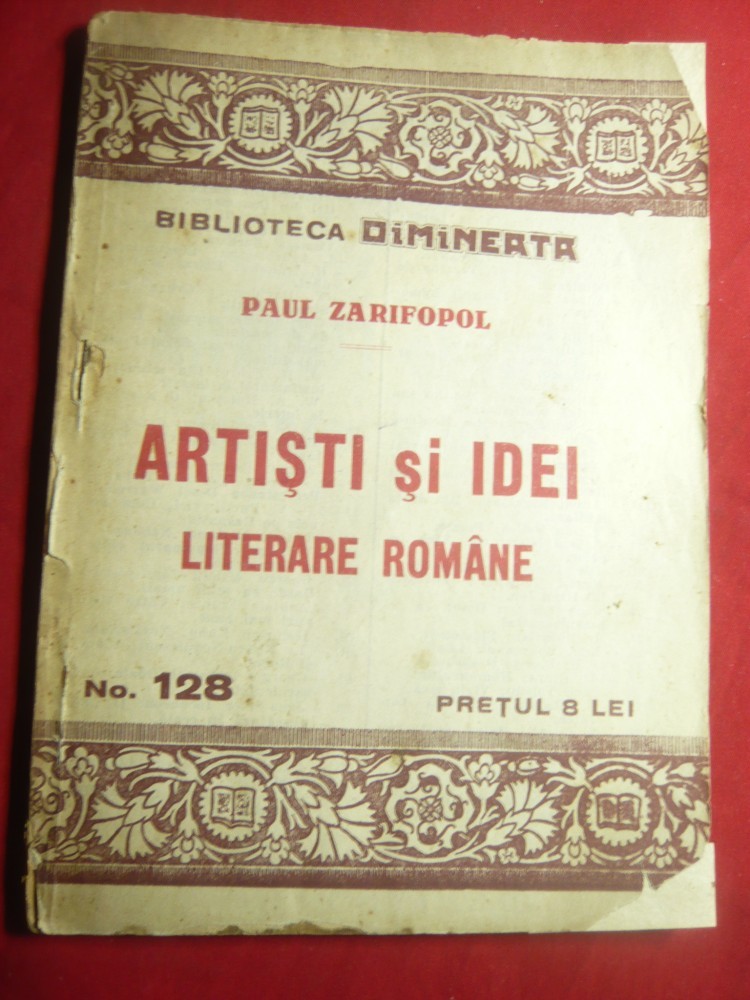 BIBLIOTECA DiMiNEAȚA
PAUL ZARIFOPOL
ARTIȘTI și IDEI
LITERARE ROMÂNE
No. 128
PREȚUL 8 LEI